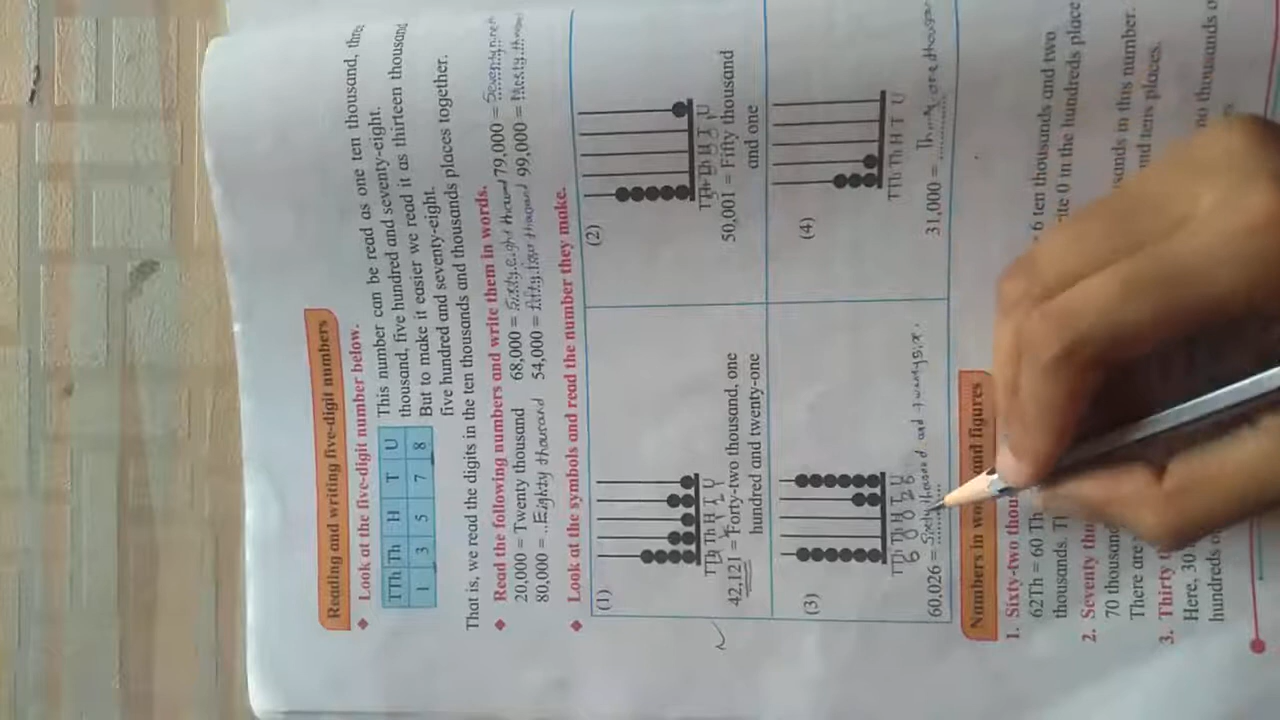 Reading and writing five-digit numbers
Look at the five-digit number below.
TTh Th H T U
1 3 5 7 8
This number can be read as one ten thousand,
thousand, five hundred and seventy-eight.
But to make it easier we read it as thirteen thousand
five hundred and seventy-eight.
That is, we read the digits in the ten thousands and thousands places together.
Read the following numbers and write them in words.
20,000 = Twenty thousand 68,000 = Sixty eight thousand 79,000 =
80,000 = Eighty thousand 54,000 = fifty four thousand 99,000 =
Look at the symbols and read the number they make.
(1)
TTh Th H T U
42,121 = Forty-two thousand, one
hundred and twenty-one
(2)
TTh Th H T U
50,001 = Fifty thousand
and one
(3)
TTh Th H T U
6 0 0 2 6
60,026 = thousand and twenty six.
(4)
TTh Th H T U
31,000 = one thousand
Numbers in and figures
1. Sixty-two 6 ten thousands and two
62Th = 60 Th 0 in the hundreds place
thousands.
2. Seventy in this number.
70 tens places.
There are
3. Thirty no thousands
Here, 30
hundreds